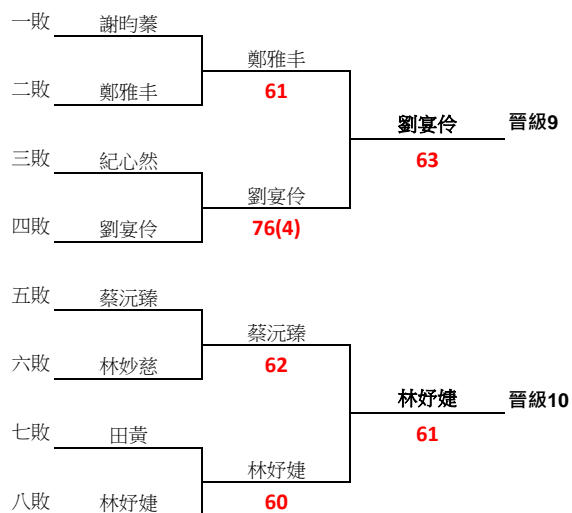 一敗 謝昀蓁
鄭雅丰
二敗 鄭雅丰
61
劉宴伶 晉級9
63
三敗 紀心然
劉宴伶
四敗 劉宴伶
76(4)
五敗 蔡沅臻
蔡沅臻
六敗 林妙慈
62
林妤婕 晉級10
61
七敗 田黃
林妤婕
八敗 林妤婕
60